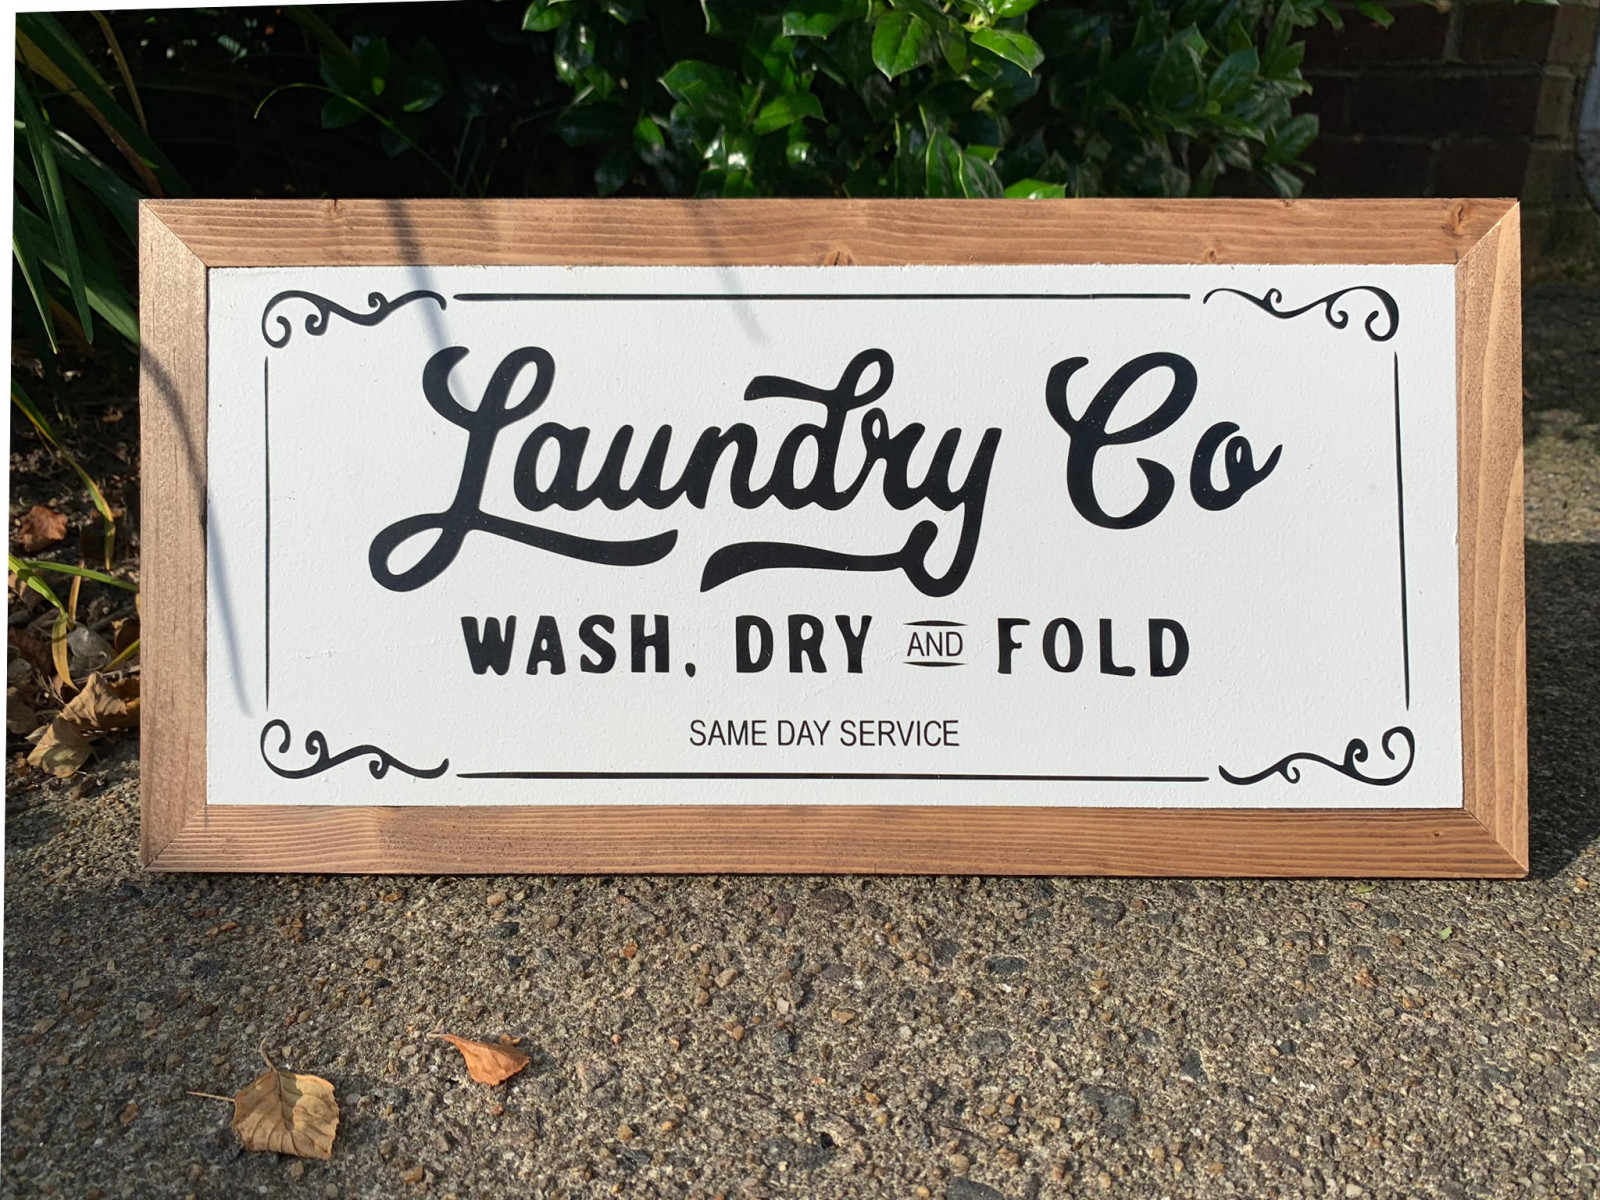 Laundry Co
WASH, DRY AND FOLD
SAME DAY SERVICE